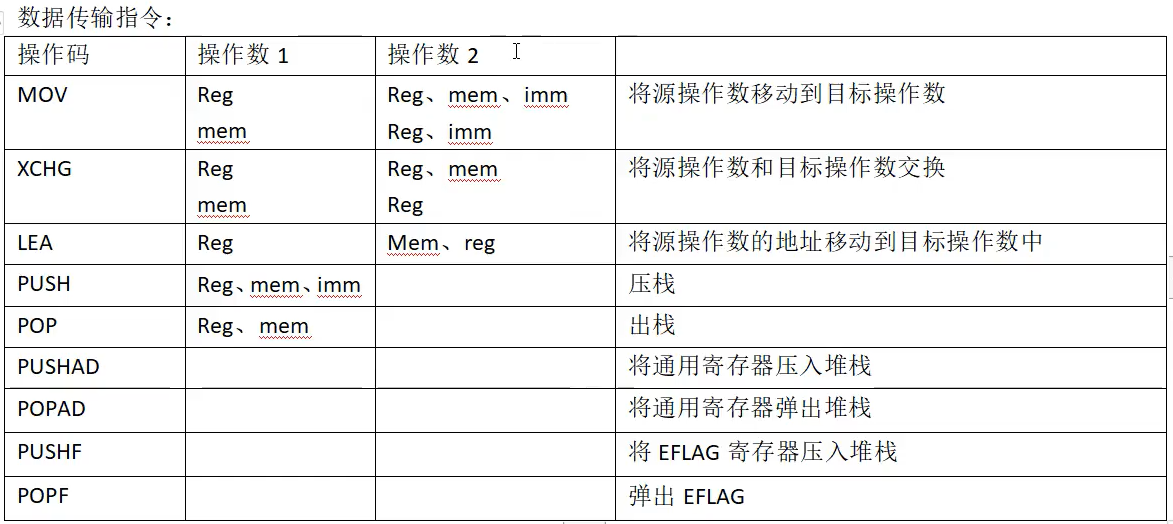 数据传输指令：
操作码 操作数 1 操作数 2
MOV Reg Reg、mem、imm 将源操作数移动到目标操作数
mem Reg、imm
XCHG Reg Reg、mem 将源操作数和目标操作数交换
mem Reg
LEA Reg Mem、reg 将源操作数的地址移动到目标操作数中
PUSH Reg、mem、imm 压栈
POP Reg、mem 出栈
PUSHAD 将通用寄存器压入堆栈
POPAD 将通用寄存器弹出堆栈
PUSHF 将 EFLAG 寄存器压入堆栈
POPF 弹出 EFLAG